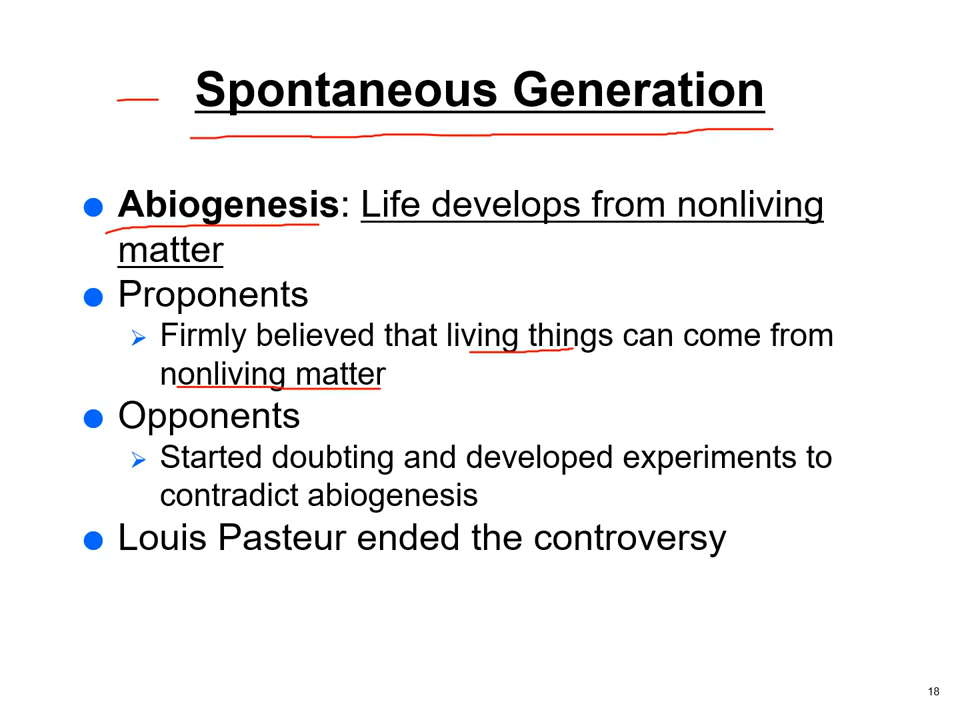 Spontaneous Generation
Abiogenesis: Life develops from nonliving
matter
Proponents
Firmly believed that living things can come from
nonliving matter
Opponents
Started doubting and developed experiments to
contradict abiogenesis
Louis Pasteur ended the controversy
18